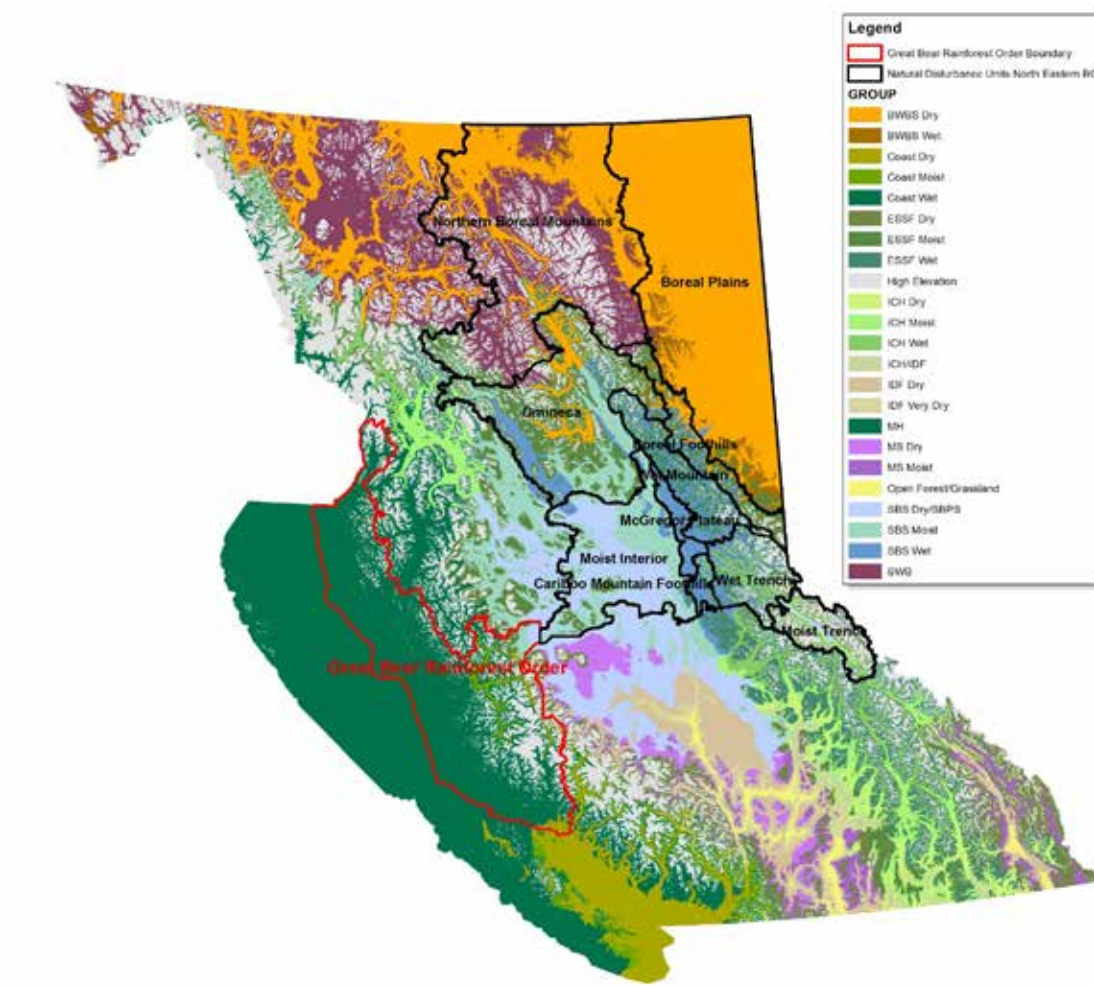 Legend
Great Bear Rainforest Order Boundary
Natural Disturbance Units North Eastern BC
GROUP
BWBS Dry
BWBS Wet
Coast Dry
Coast Moist
Coast Wet
ESSF Dry
ESSF Moist
ESSF Wet
High Elevation
ICH Dry
ICH Moist
ICH Wet
ICH/IDF
IDF Dry
IDF Very Dry
MH
MS Dry
MS Moist
Open Forest/Grassland
SBS Dry/SBPS
SBS Moist
SBS Wet
SWB
Northern Boreal Mountains
Boreal Plains
Omineca
Boreal Foothills
Wet Mountain
McGregor Plateau
Moist Interior
Cariboo Mountain Foothills
Wet Trench
Moist Trench
Great Bear Rainforest Order